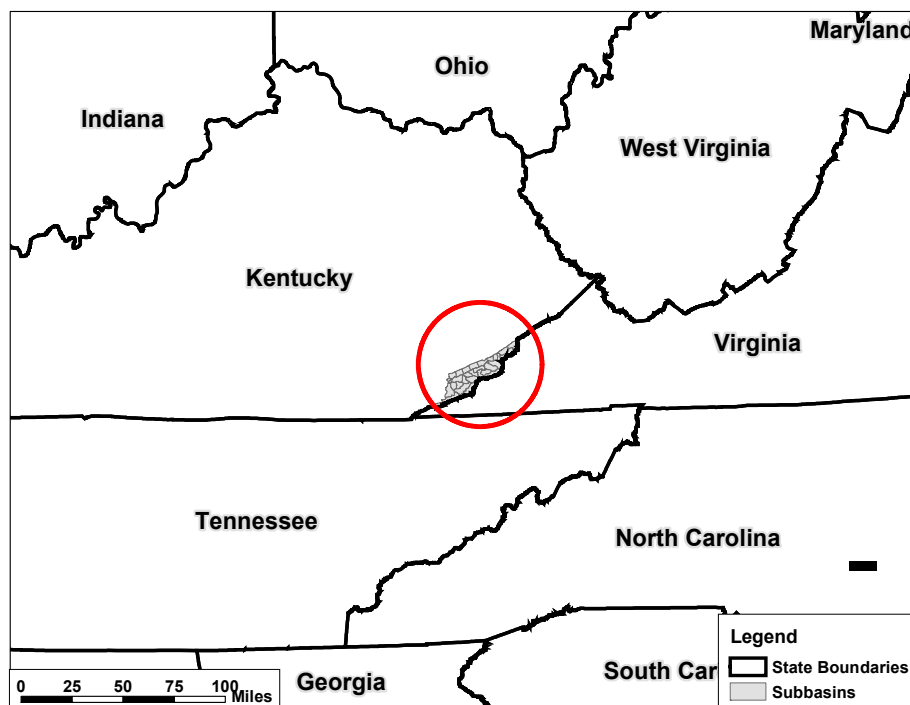 Maryland
Ohio
Indiana
West Virginia
Kentucky
Virginia
Tennessee
North Carolina
Legend
State Boundaries
Subbasins
South Car
Georgia
0 25 50 75 100
Miles